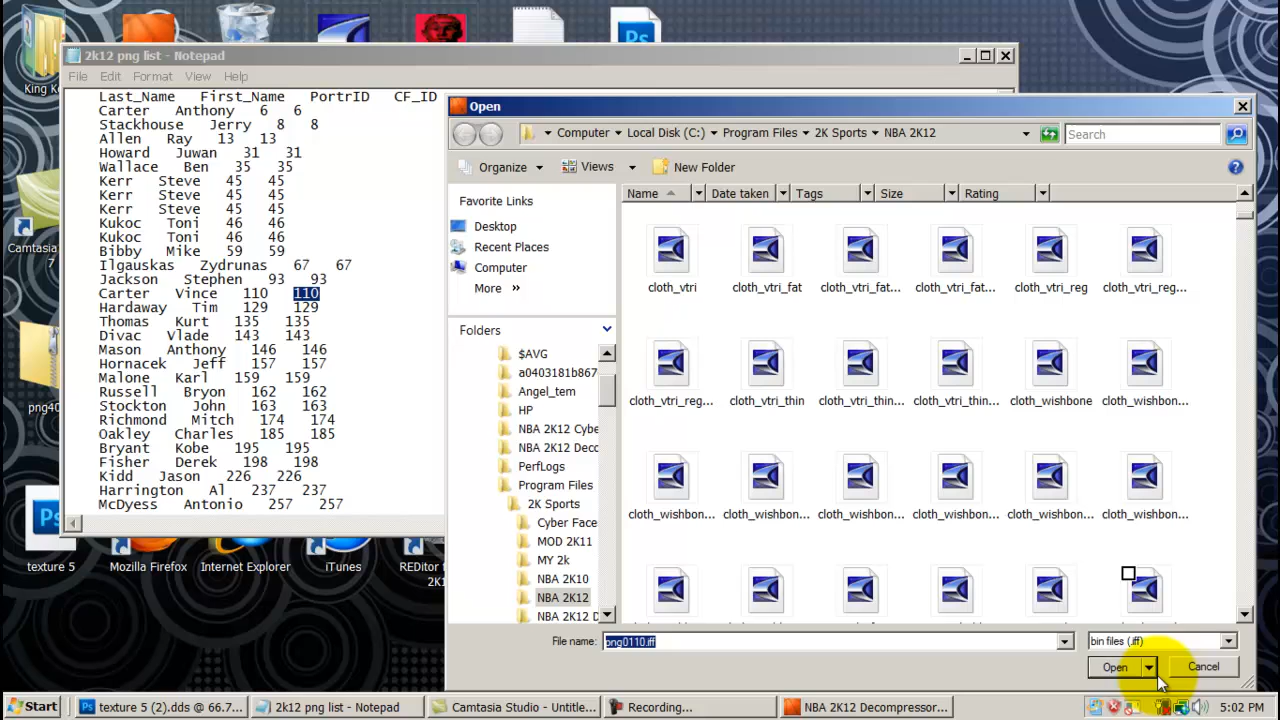 2k12 png list - Notepad
File Edit Format View Help
Last_Name First_Name PortrID CF_ID
Carter Anthony 6 6
Stackhouse Jerry 8 8
Allen Ray 13 13
Howard Juwan 31 31
Wallace Ben 35 35
Kerr Steve 45 45
Kerr Steve 45 45
Kerr Steve 45 45
Kukoc Toni 46 46
Kukoc Toni 46 46
Bibby Mike 59 59
Ilgauskas Zydrunas 67 67
Jackson Stephen 93 93
Carter Vince 110 110
Hardaway Tim 129 129
Thomas Kurt 135 135
Divac Vlade 143 143
Mason Anthony 146 146
Hornacek Jeff 157 157
Malone Karl 159 159
Russell Bryon 162 162
Stockton John 163 163
Richmond Mitch 174 174
Oakley Charles 185 185
Bryant Kobe 195 195
Fisher Derek 198 198
Kidd Jason 226 226
Harrington Al 237 237
McDyess Antonio 257 257
Open
Computer Local Disk (C:) Program Files 2K Sports NBA 2K12
Search
Organize Views New Folder
Favorite Links
Desktop
Recent Places
Computer
More »
Folders
$AVG
a0403181b867
Angel_tem
HP
NBA 2K12 Cybe
NBA 2K12 Deco
PerfLogs
Program Files
2K Sports
Cyber Face
MOD 2K11
MY 2k
NBA 2K10
NBA 2K12
NBA 2K12 D
Name Date taken Tags Size Rating
cloth_vtri cloth_vtri_fat cloth_vtri_fat... cloth_vtri_fat... cloth_vtri_reg cloth_vtri_reg...
cloth_vtri_reg... cloth_vtri_thin cloth_vtri_thin... cloth_vtri_thin... cloth_wishbone cloth_wishbon...
cloth_wishbon... cloth_wishbon... cloth_wishbon... cloth_wishbon... cloth_wishbon... cloth_wishbon...
File name: png0110.iff bin files (.iff)
Open Cancel
King K
Camtasia
7
png40
Ps
texture 5
Mozilla Firefox
Internet Explorer
iTunes
REDitor
2K1
Ps
Start
Ps texture 5 (2).dds @ 66.7...
2k12 png list - Notepad
Camtasia Studio - Untitle...
Recording...
NBA 2K12 Decompressor...
5:02 PM